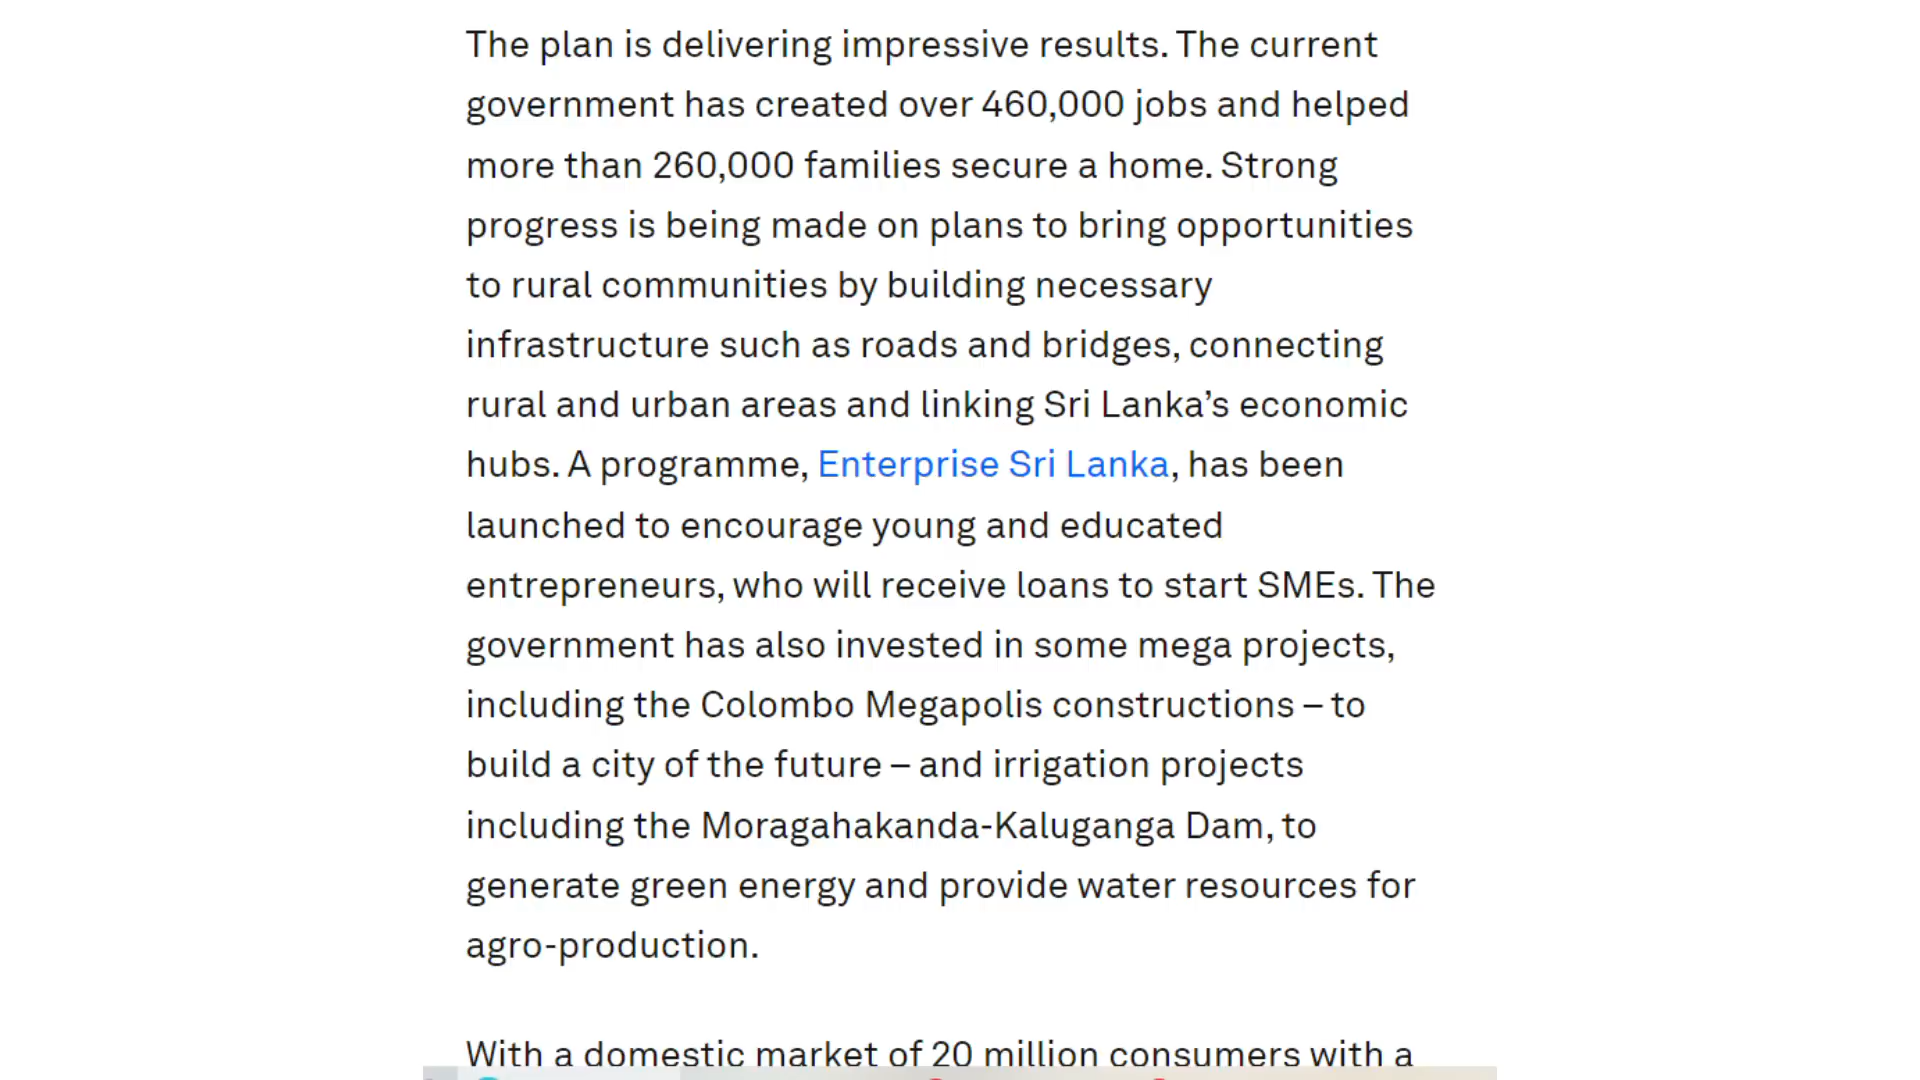 The plan is delivering impressive results. The current
government has created over 460,000 jobs and helped
more than 260,000 families secure a home. Strong
progress is being made on plans to bring opportunities
to rural communities by building necessary
infrastructure such as roads and bridges, connecting
rural and urban areas and linking Sri Lanka’s economic
hubs. A programme, Enterprise Sri Lanka, has been
launched to encourage young and educated
entrepreneurs, who will receive loans to start SMEs. The
government has also invested in some mega projects,
including the Colombo Megapolis constructions – to
build a city of the future – and irrigation projects
including the Moragahakanda-Kaluganga Dam, to
generate green energy and provide water resources for
agro-production.
With a domestic market of 20 million consumers with a